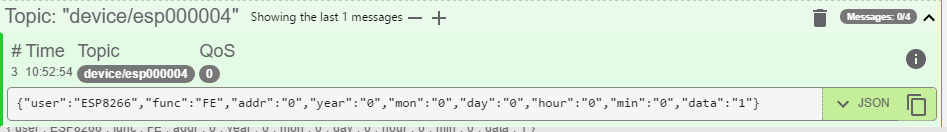 Topic: "device/esp000004" Showing the last 1 messages — + Messages: 0/4
# Time Topic QoS
3 10:52:54 device/esp000004 0
{"user":"ESP8266","func":"FE","addr":"0","year":"0","mon":"0","day":"0","hour":"0","min":"0","data":"1"} JSON